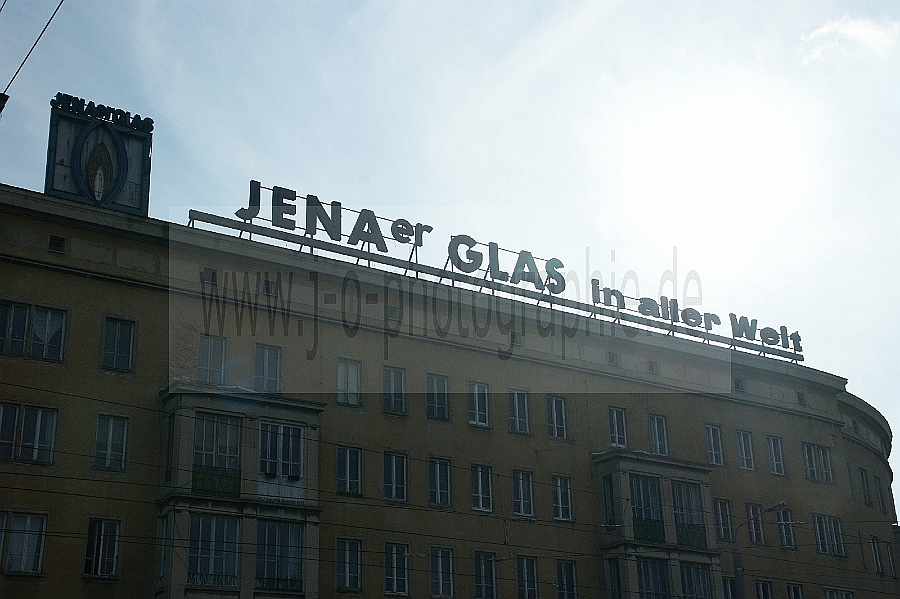 JENAer GLAS
JENAer GLAS in aller Welt
www.j-o-photographie.de